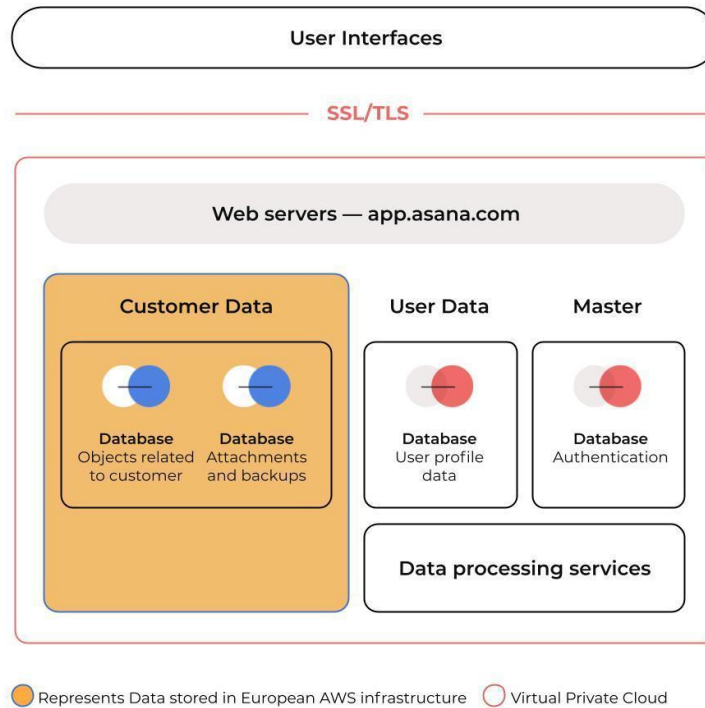 User Interfaces
SSL/TLS
Web servers — app.asana.com
Customer Data
User Data
Master
Database
Objects related
to customer
Database
Attachments
and backups
Database
User profile
data
Database
Authentication
Data processing services
Represents Data stored in European AWS infrastructure
Virtual Private Cloud